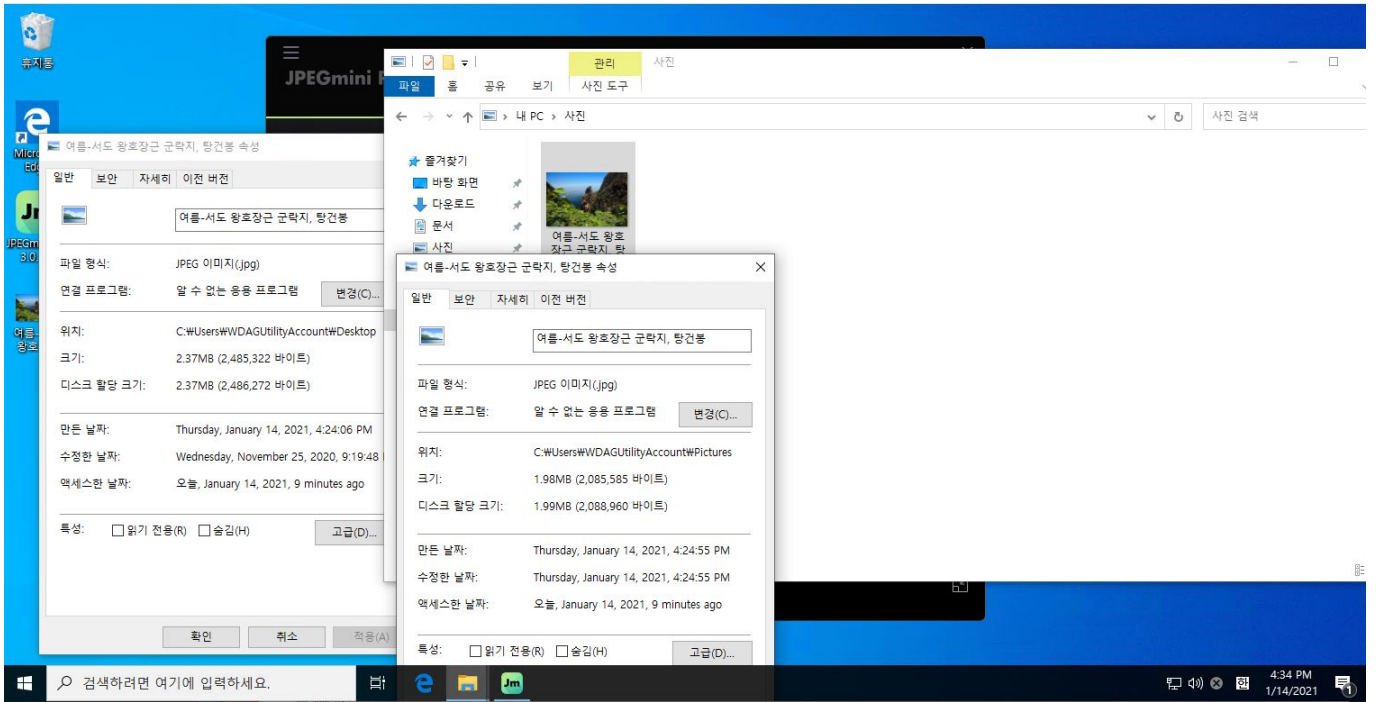 휴지통
JPEGmini
관리 사진
파일 홈 공유 보기 사진 도구
내 PC › 사진
사진 검색
즐겨찾기
바탕 화면
다운로드
문서
사진
여름-서도 왕호
장근 군락지, 탕
Jm
3.0
여름-
왕호
여름-서도 왕호장근 군락지, 탕건봉 속성
일반 보안 자세히 이전 버전
여름-서도 왕호장근 군락지, 탕건봉
파일 형식: JPEG 이미지(.jpg)
연결 프로그램: 알 수 없는 응용 프로그램 변경(C)...
위치: C:₩Users₩WDAGUtilityAccount₩Desktop
크기: 2.37MB (2,485,322 바이트)
디스크 할당 크기: 2.37MB (2,486,272 바이트)
만든 날짜: Thursday, January 14, 2021, 4:24:06 PM
수정한 날짜: Wednesday, November 25, 2020, 9:19:48
액세스한 날짜: 오늘, January 14, 2021, 9 minutes ago
특성: 읽기 전용(R) 숨김(H) 고급(D)...
확인 취소 적용(A)
여름-서도 왕호장근 군락지, 탕건봉 속성
일반 보안 자세히 이전 버전
여름-서도 왕호장근 군락지, 탕건봉
파일 형식: JPEG 이미지(.jpg)
연결 프로그램: 알 수 없는 응용 프로그램 변경(C)...
위치: C:₩Users₩WDAGUtilityAccount₩Pictures
크기: 1.98MB (2,085,585 바이트)
디스크 할당 크기: 1.99MB (2,088,960 바이트)
만든 날짜: Thursday, January 14, 2021, 4:24:55 PM
수정한 날짜: Thursday, January 14, 2021, 4:24:55 PM
액세스한 날짜: 오늘, January 14, 2021, 9 minutes ago
특성: 읽기 전용(R) 숨김(H) 고급(D)...
검색하려면 여기에 입력하세요.
Jm
한
4:34 PM
1/14/2021
1